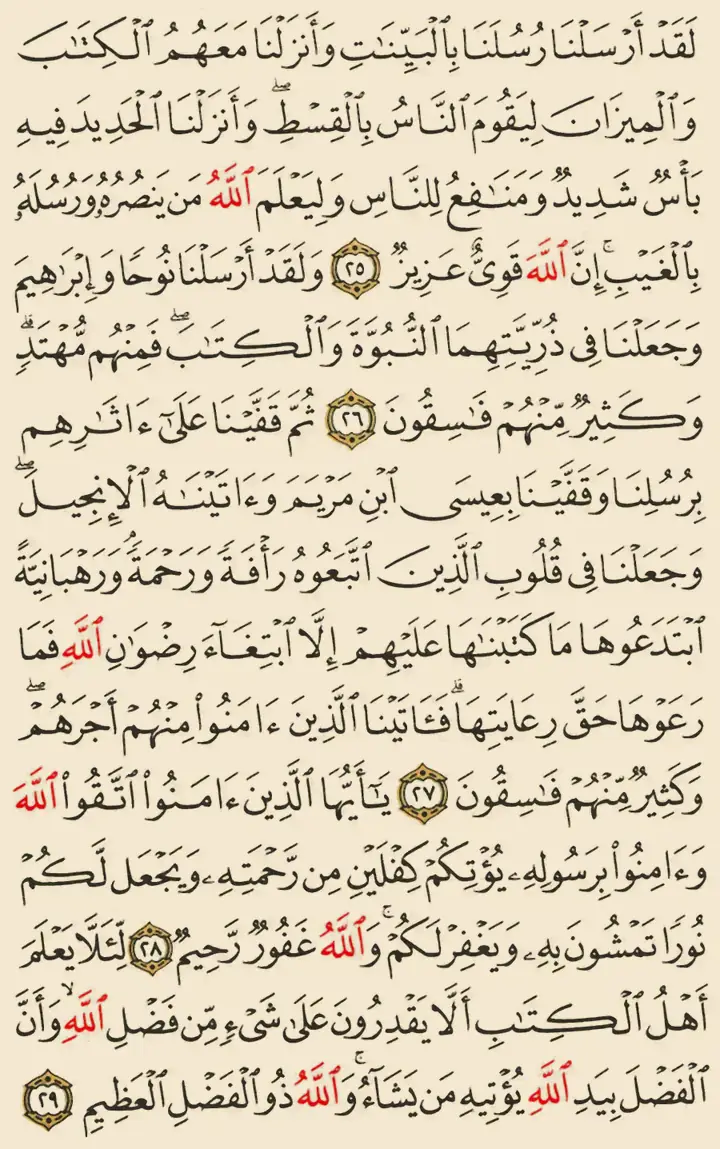 لَقَدْ أَرْسَلْنَا رُسُلَنَا بِٱلْبَيِّنَٰتِ وَأَنزَلْنَا مَعَهُمُ ٱلْكِتَٰبَ
وَٱلْمِيزَانَ لِيَقُومَ ٱلنَّاسُ بِٱلْقِسْطِۖ وَأَنزَلْنَا ٱلْحَدِيدَ فِيهِ
بَأْسٌ شَدِيدٌ وَمَنَٰفِعُ لِلنَّاسِ وَلِيَعْلَمَ ٱللَّهُ مَن يَنصُرُهُۥ وَرُسُلَهُۥ
بِٱلْغَيْبِۚ إِنَّ ٱللَّهَ قَوِىٌّ عَزِيزٌ ٢٥ وَلَقَدْ أَرْسَلْنَا نُوحًا وَإِبْرَٰهِيمَ
وَجَعَلْنَا فِى ذُرِّيَّتِهِمَا ٱلنُّبُوَّةَ وَٱلْكِتَٰبَۖ فَمِنْهُم مُّهْتَدٍۖ
وَكَثِيرٌ مِّنْهُمْ فَٰسِقُونَ ٢٦ ثُمَّ قَفَّيْنَا عَلَىٰٓ ءَاثَٰرِهِم
بِرُسُلِنَا وَقَفَّيْنَا بِعِيسَى ٱبْنِ مَرْيَمَ وَءَاتَيْنَٰهُ ٱلْإِنجِيلَۖ
وَجَعَلْنَا فِى قُلُوبِ ٱلَّذِينَ ٱتَّبَعُوهُ رَأْفَةً وَرَحْمَةً وَرَهْبَانِيَّةً
ٱبْتَدَعُوهَا مَا كَتَبْنَٰهَا عَلَيْهِمْ إِلَّا ٱبْتِغَآءَ رِضْوَٰنِ ٱللَّهِ فَمَا
رَعَوْهَا حَقَّ رِعَايَتِهَاۖ فَـَٔاتَيْنَا ٱلَّذِينَ ءَامَنُوا۟ مِنْهُمْ أَجْرَهُمْۖ
وَكَثِيرٌ مِّنْهُمْ فَٰسِقُونَ ٢٧ يَٰٓأَيُّهَا ٱلَّذِينَ ءَامَنُوا۟ ٱتَّقُوا۟ ٱللَّهَ
وَءَامِنُوا۟ بِرَسُولِهِۦ يُؤْتِكُمْ كِفْلَيْنِ مِن رَّحْمَتِهِۦ وَيَجْعَل لَّكُمْ
نُورًا تَمْشُونَ بِهِۦ وَيَغْفِرْ لَكُمْۚ وَٱللَّهُ غَفُورٌ رَّحِيمٌ ٢٨ لِّئَلَّا يَعْلَمَ
أَهْلُ ٱلْكِتَٰبِ أَلَّا يَقْدِرُونَ عَلَىٰ شَىْءٍ مِّن فَضْلِ ٱللَّهِۙ وَأَنَّ
ٱلْفَضْلَ بِيَدِ ٱللَّهِ يُؤْتِيهِ مَن يَشَآءُۚ وَٱللَّهُ ذُو ٱلْفَضْلِ ٱلْعَظِيمِ ٢٩